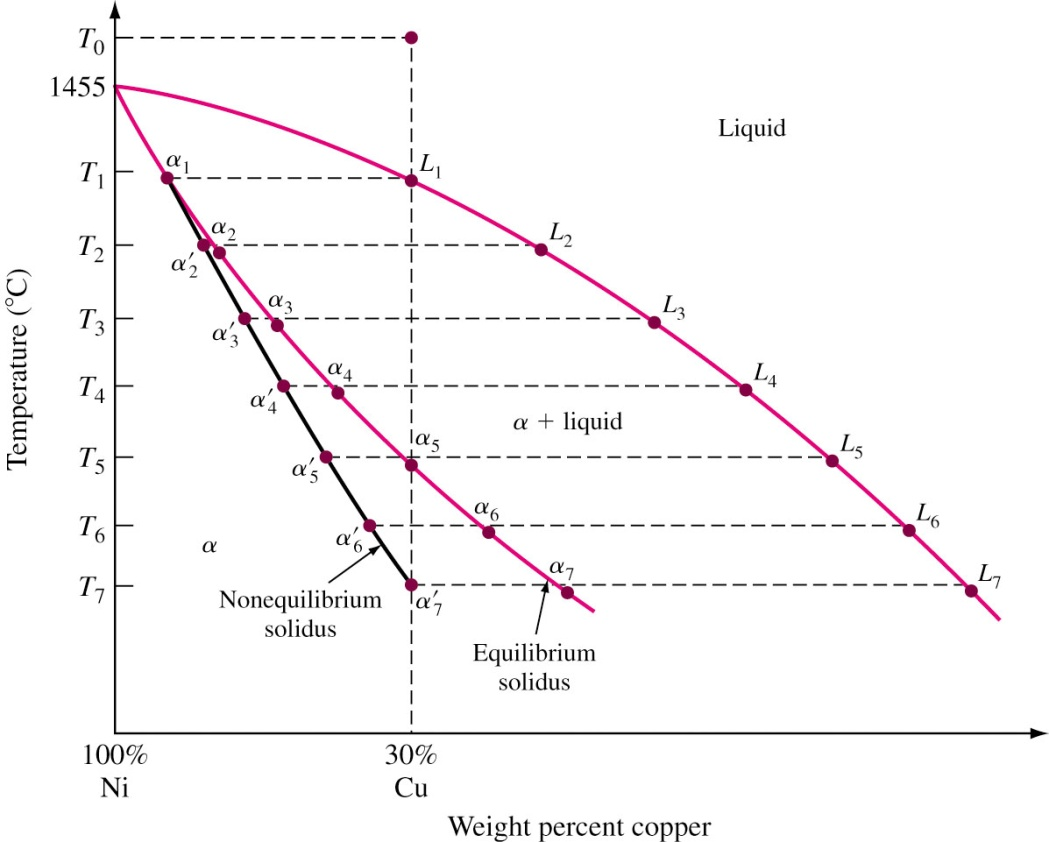 T₀
1455
Liquid
α₁
L₁
T₁
α₂
L₂
T₂
α′₂
α₃
L₃
T₃
α′₃
α₄
L₄
T₄
α′₄
α + liquid
α₅
L₅
T₅
α′₅
α₆
L₆
T₆
α′₆
α
α₇
L₇
T₇
α′₇
Nonequilibrium
solidus
Equilibrium
solidus
Temperature (°C)
100%
Ni
30%
Cu
Weight percent copper